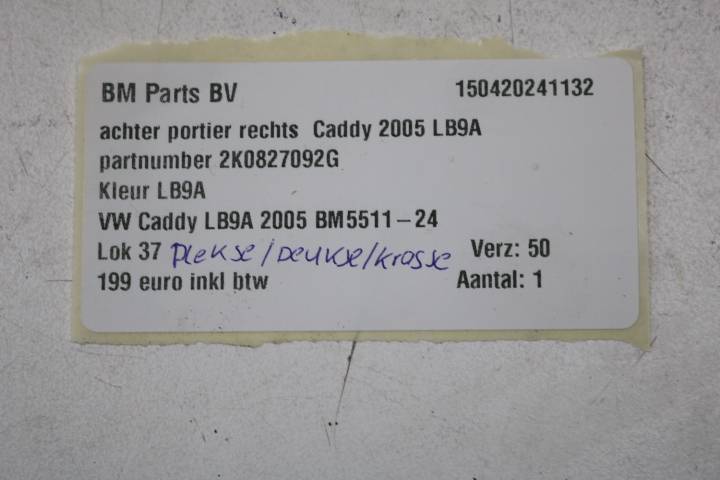 BM Parts BV 150420241132
achter portier rechts Caddy 2005 LB9A
partnumber 2K0827092G
Kleur LB9A
VW Caddy LB9A 2005 BM5511-24
Lok 37 Plekse/Deukse/krasse Verz: 50
199 euro inkl btw Aantal: 1